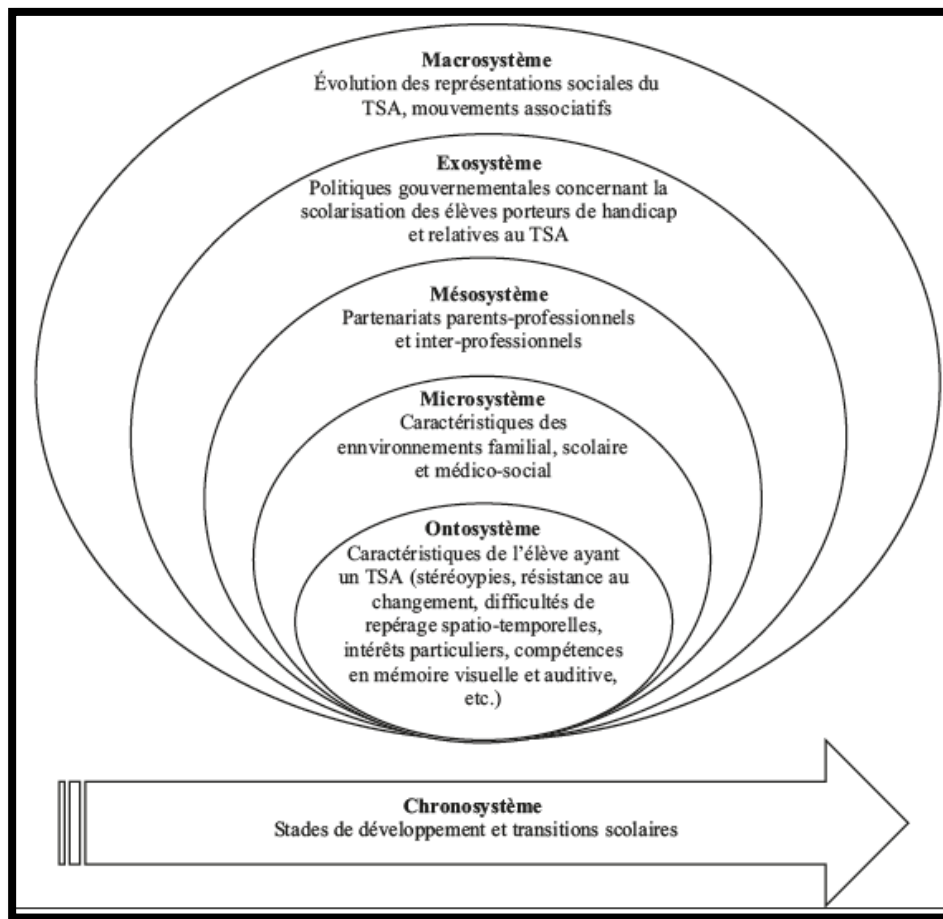 Macrosystème
Évolution des représentations sociales du
TSA, mouvements associatifs
Exosystème
Politiques gouvernementales concernant la
scolarisation des élèves porteurs de handicap
et relatives au TSA
Mésosystème
Partenariats parents-professionnels
et inter-professionnels
Microsystème
Caractéristiques des
ennvironnements familial, scolaire
et médico-social
Ontosystème
Caractéristiques de l'élève ayant
un TSA (stéréoypies, résistance au
changement, difficultés de
repérage spatio-temporelles,
intérêts particuliers, compétences
en mémoire visuelle et auditive,
etc.)
Chronosystème
Stades de développement et transitions scolaires